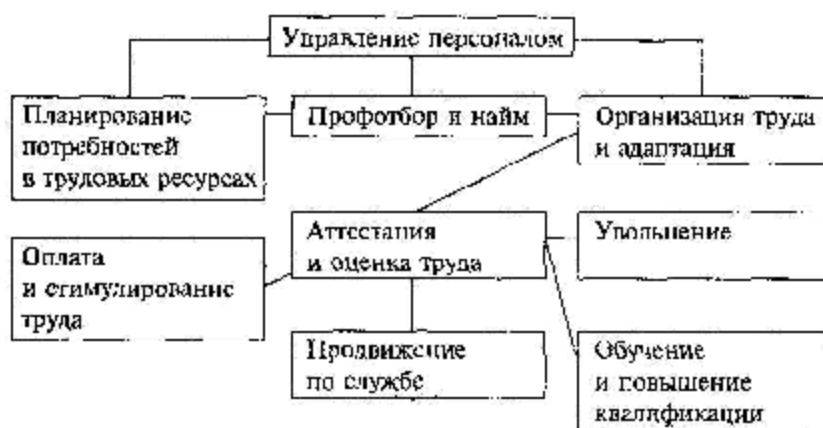 Управление персоналом
Планирование
потребностей
в трудовых ресурсах
Профотбор и найм
Организация труда
и адаптация
Аттестация
и оценка труда
Увольнение
Оплата
и стимулирование
труда
Продвижение
по службе
Обучение
и повышение
квалификации